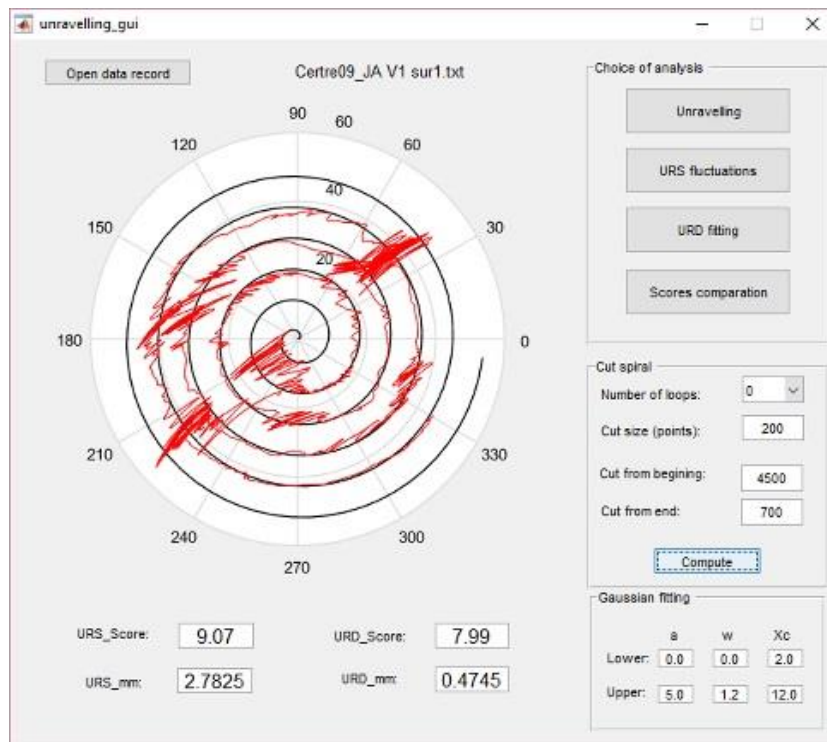 unravelling_gui
Open data record
Certre09_JA V1 sur1.txt
90
60
120
60
40
150
30
20
180
0
210
330
240
300
270
URS_Score: 9.07
URD_Score: 7.99
URS_mm: 2.7825
URD_mm: 0.4745
Choice of analysis
Unravelling
URS fluctuations
URD fitting
Scores comparation
Cut spiral
Number of loops: 0
Cut size (points): 200
Cut from begining: 4500
Cut from end: 700
Compute
Gaussian fitting
a w Xc
Lower: 0.0 0.0 2.0
Upper: 5.0 1.2 12.0